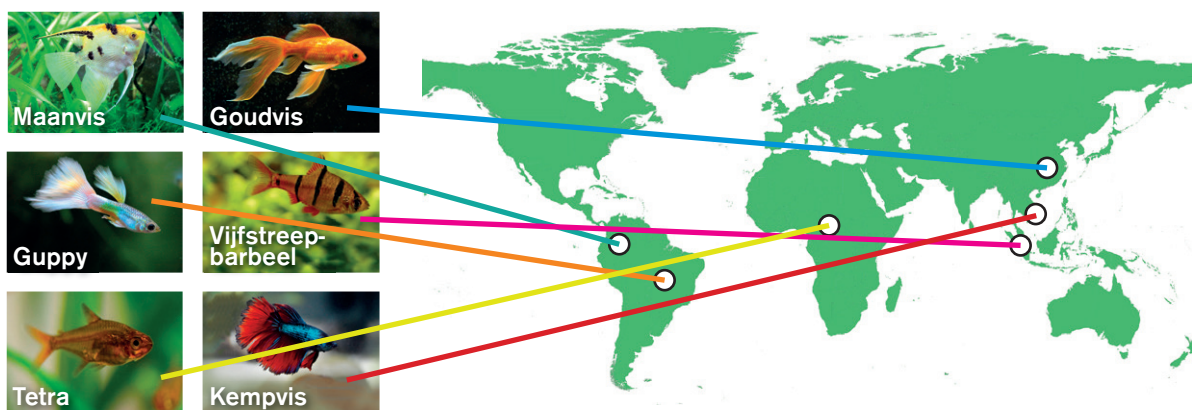 Maanvis
Goudvis
Guppy
Vijfstreep-
barbeel
Tetra
Kempvis